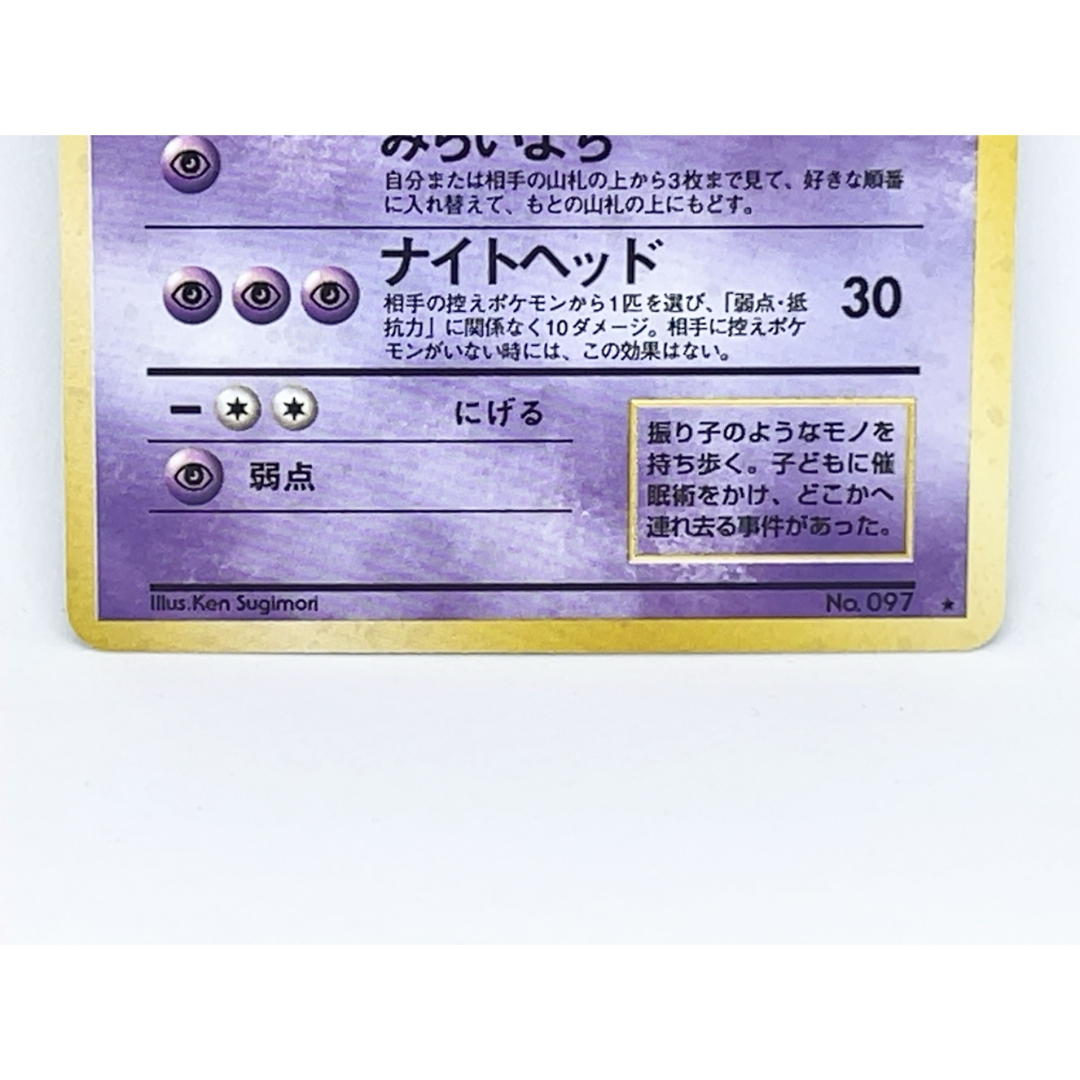 みらいよち
自分または相手の山札の上から3枚まで見て、好きな順番
に入れ替えて、もとの山札の上にもどす。
ナイトヘッド
30
相手の控えポケモンから1匹を選び、「弱点・抵
抗力」に関係なく10ダメージ。相手に控えポケ
モンがいない時には、この効果はない。
にげる
弱点
振り子のようなモノを
持ち歩く。子どもに催
眠術をかけ、どこかへ
連れ去る事件があった。
Illus.Ken Sugimori
No. 097 ★